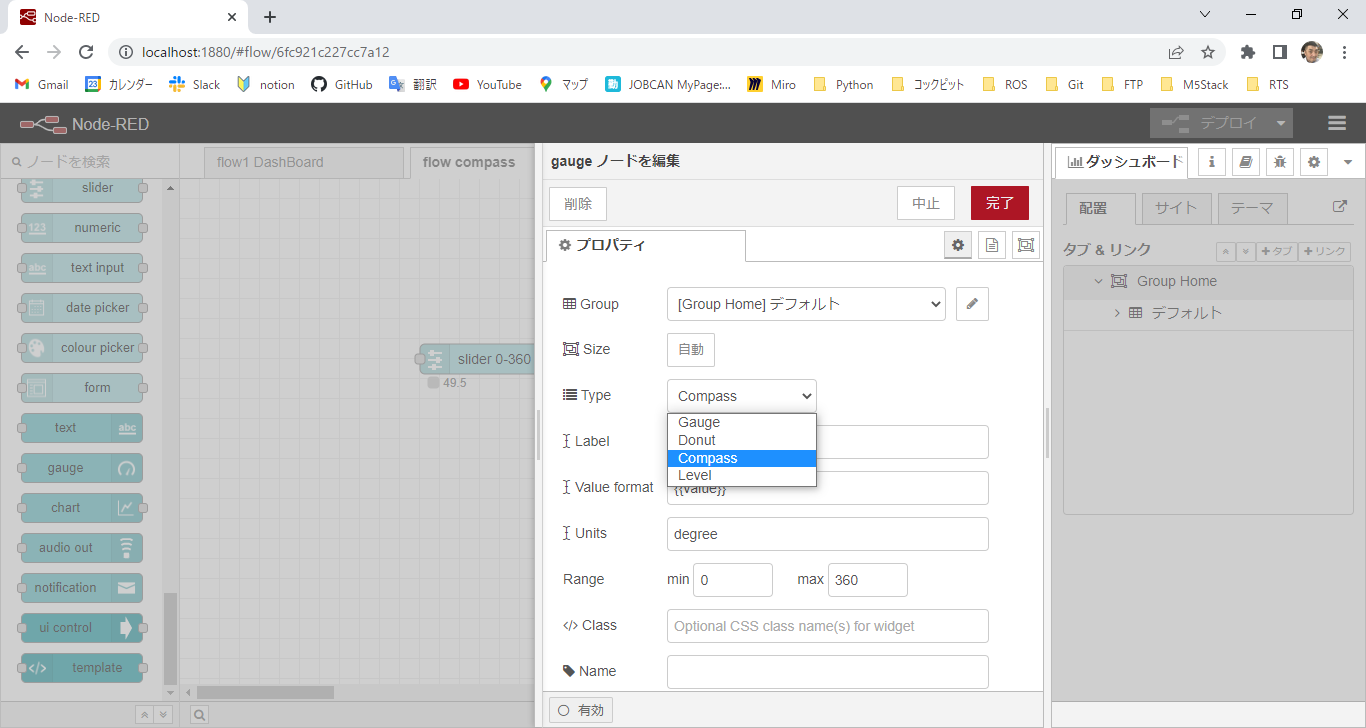 Node-RED
localhost:1880/#flow/6fc921c227cc7a12
Gmail
23
カレンダー
Slack
notion
GitHub
翻訳
YouTube
マップ
JOBCAN MyPage:...
Miro
Python
コックピット
ROS
Git
FTP
M5Stack
RTS
Node-RED
デプロイ
ノードを検索
flow1 DashBoard
flow compass
slider
123 numeric
abc text input
date picker
colour picker
form
text abc
gauge
chart
audio out
notification
ui control
</> template
slider 0-360
49.5
gauge ノードを編集
削除
中止
完了
プロパティ
Group
[Group Home] デフォルト
Size
自動
Type
Compass
Gauge
Donut
Compass
Level
Label
Value format
{{value}}
Units
degree
Range
min 0
max 360
</> Class
Optional CSS class name(s) for widget
Name
有効
ダッシュボード
i
配置
サイト
テーマ
タブ & リンク
+タブ
+リンク
Group Home
デフォルト